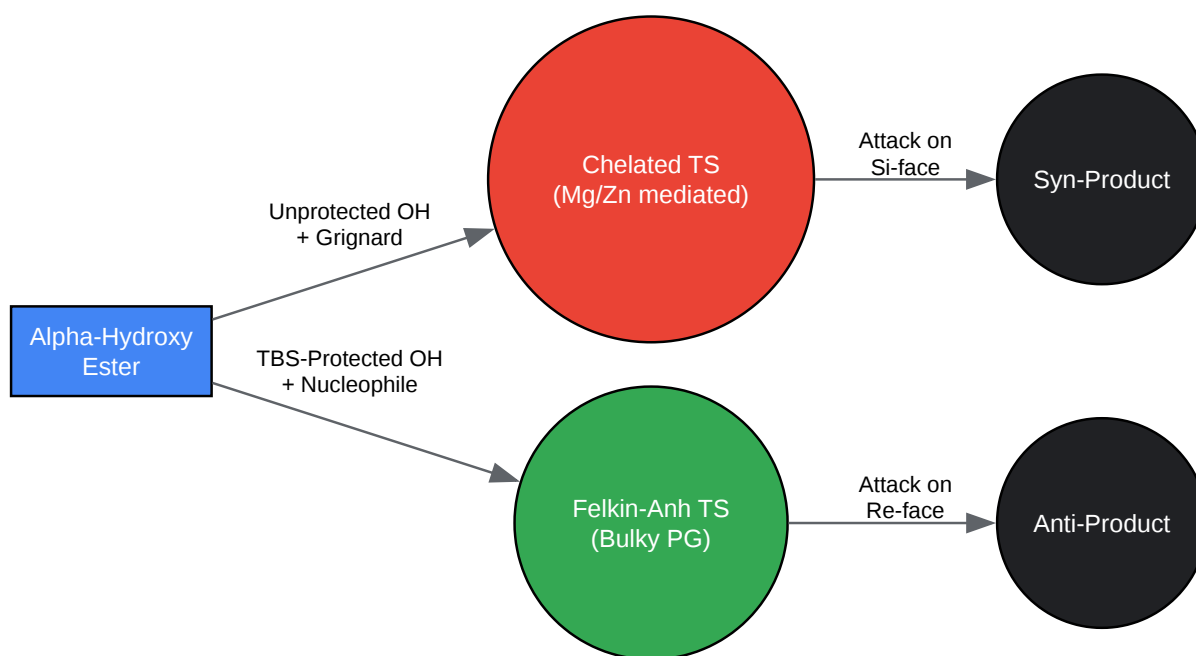 Alpha-Hydroxy
Ester
Unprotected OH
+ Grignard
Chelated TS
(Mg/Zn mediated)
Attack on
Si-face
Syn-Product
TBS-Protected OH
+ Nucleophile
Felkin-Anh TS
(Bulky PG)
Attack on
Re-face
Anti-Product